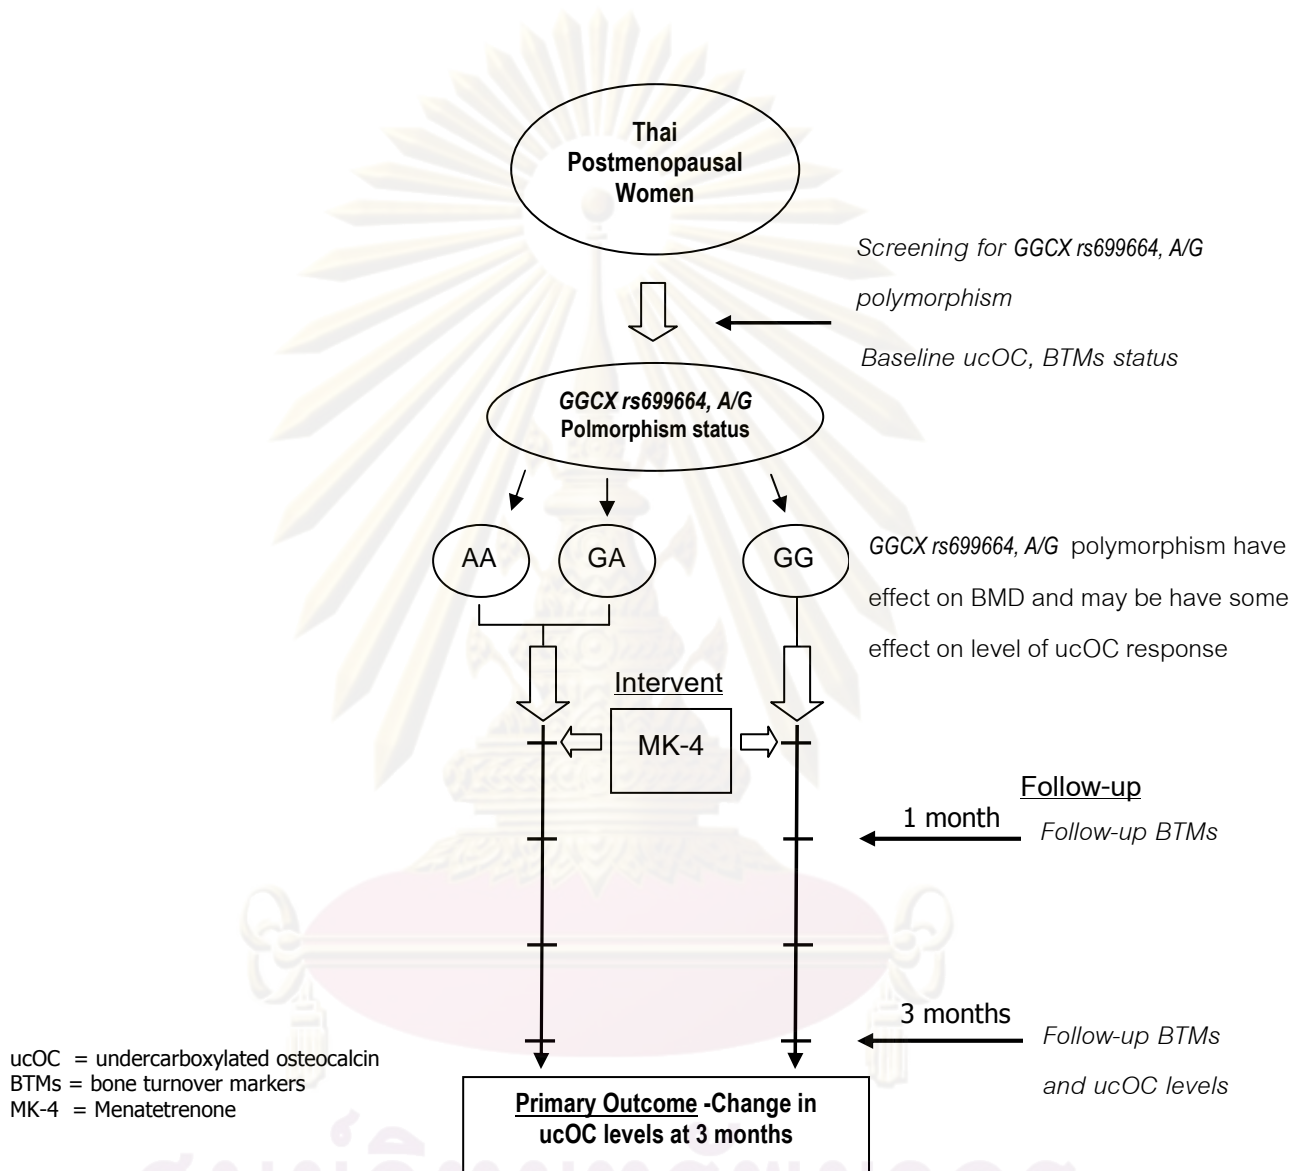 Thai
Postmenopausal
Women
Screening for GGCX rs699664, A/G
polymorphism
Baseline ucOC, BTMs status
GGCX rs699664, A/G
Polmorphism status
AA
GA
GG
GGCX rs699664, A/G polymorphism have
effect on BMD and may be have some
effect on level of ucOC response
Intervent
MK-4
Follow-up
1 month
Follow-up BTMs
3 months
Follow-up BTMs
and ucOC levels
ucOC = undercarboxylated osteocalcin
BTMs = bone turnover markers
MK-4 = Menatetrenone
Primary Outcome -Change in
ucOC levels at 3 months